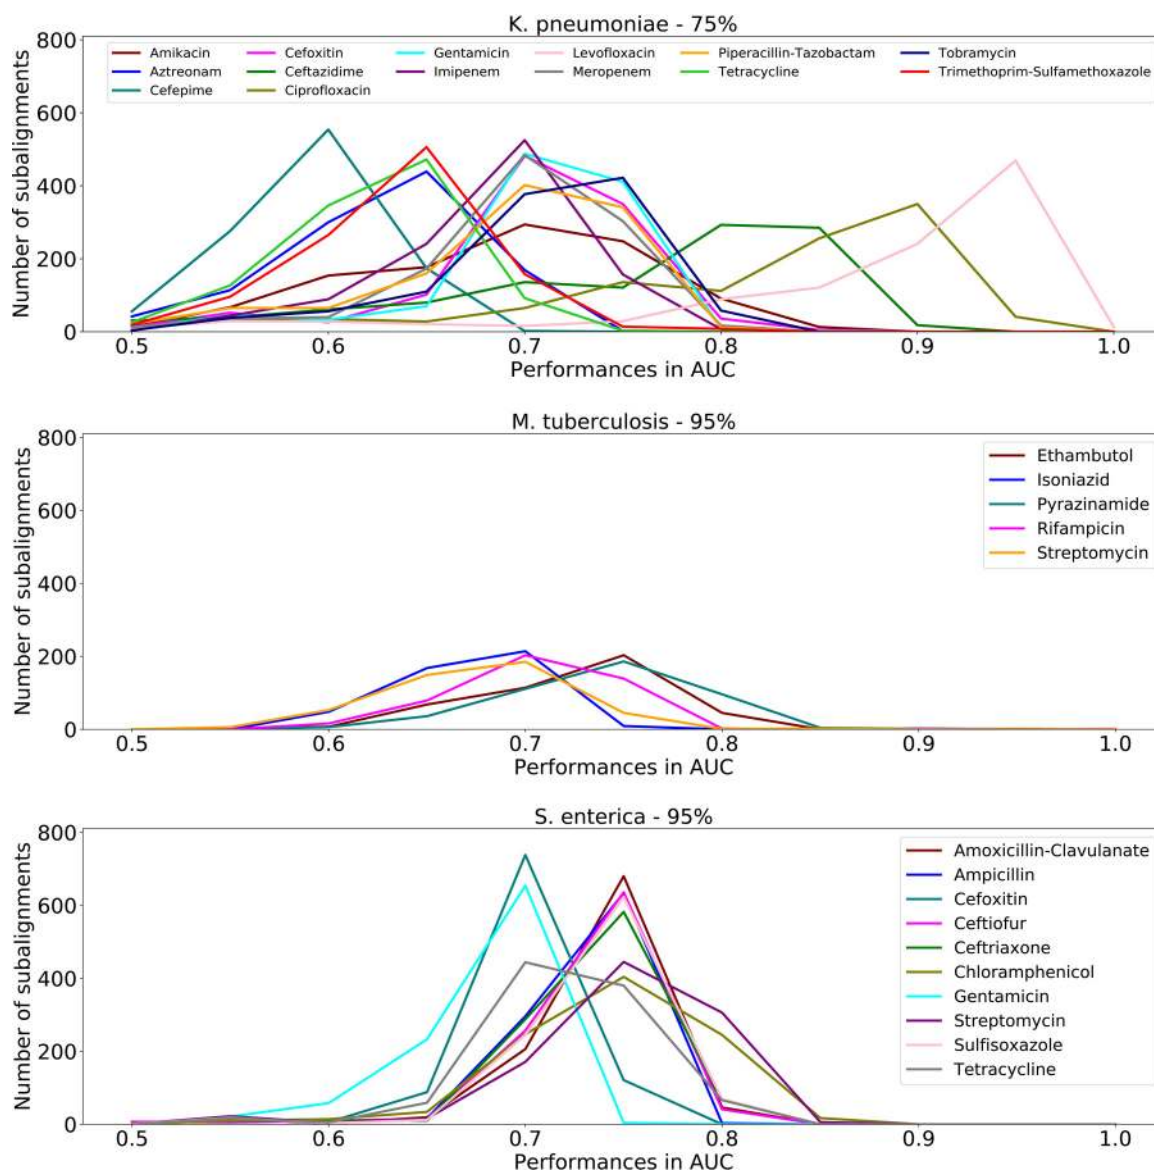 K. pneumoniae - 75%
800
Amikacin Cefoxitin Gentamicin Levofloxacin Piperacillin-Tazobactam Tobramycin
Aztreonam Ceftazidime Imipenem Meropenem Tetracycline Trimethoprim-Sulfamethoxazole
Cefepime Ciprofloxacin
600
400
200
0
Number of subalignments
0.5 0.6 0.7 0.8 0.9 1.0
Performances in AUC
M. tuberculosis - 95%
800
600
400
200
0
Number of subalignments
Ethambutol
Isoniazid
Pyrazinamide
Rifampicin
Streptomycin
0.5 0.6 0.7 0.8 0.9 1.0
Performances in AUC
S. enterica - 95%
800
600
400
200
0
Number of subalignments
Amoxicillin-Clavulanate
Ampicillin
Cefoxitin
Ceftiofur
Ceftriaxone
Chloramphenicol
Gentamicin
Streptomycin
Sulfisoxazole
Tetracycline
0.5 0.6 0.7 0.8 0.9 1.0
Performances in AUC